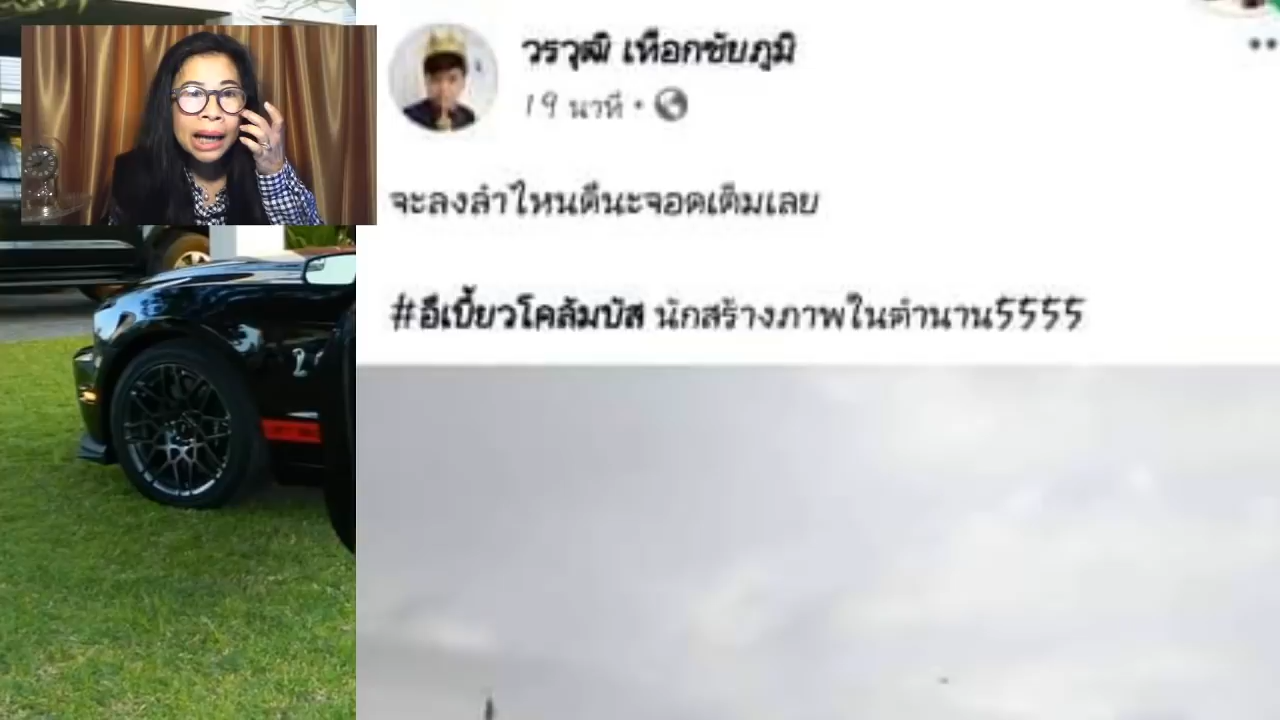 วรวุฒิ เทือกชัยภูมิ
19 นาที
จะลงลำไหนดีนะจอดเต็มเลย
#อีเบี้ยวโคลัมบัส นักสร้างภาพในตำนาน5555